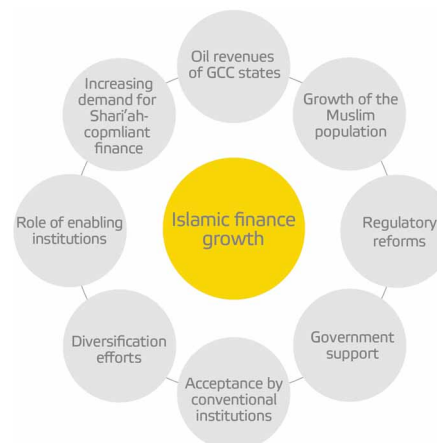 Oil revenues
of GCC states
Growth of the
Muslim
population
Regulatory
reforms
Government
support
Acceptance by
conventional
institutions
Diversification
efforts
Role of enabling
institutions
Increasing
demand for
Shari'ah-
copmliant
finance
Islamic finance
growth